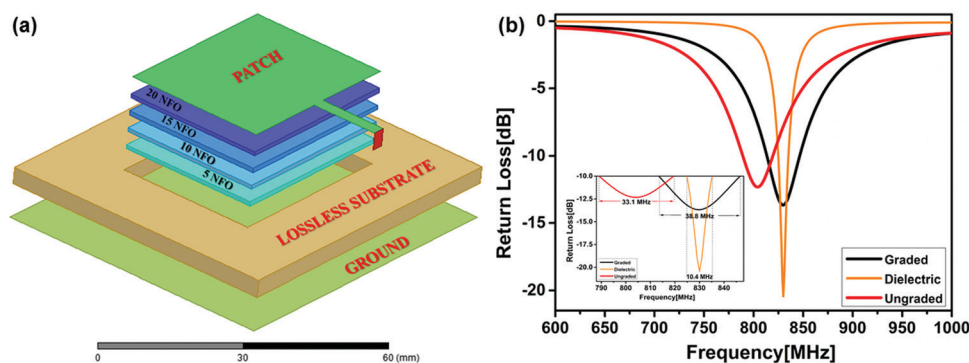 (a)
PATCH
20 NFO
15 NFO
10 NFO
5 NFO
LOSSLESS SUBSTRATE
GROUND
0 30 60 (mm)
(b)
Return Loss[dB]
0
-5
-10
-15
-20
600 650 700 750 800 850 900 950 1000
Frequency[MHz]
Graded
Dielectric
Ungraded
Return Loss[dB]
-10.0
-12.5
-15.0
-17.5
-20.0
33.1 MHz
38.8 MHz
10.4 MHz
Graded
Dielectric
Ungraded
790 800 810 820 830 840
Frequency[MHz]